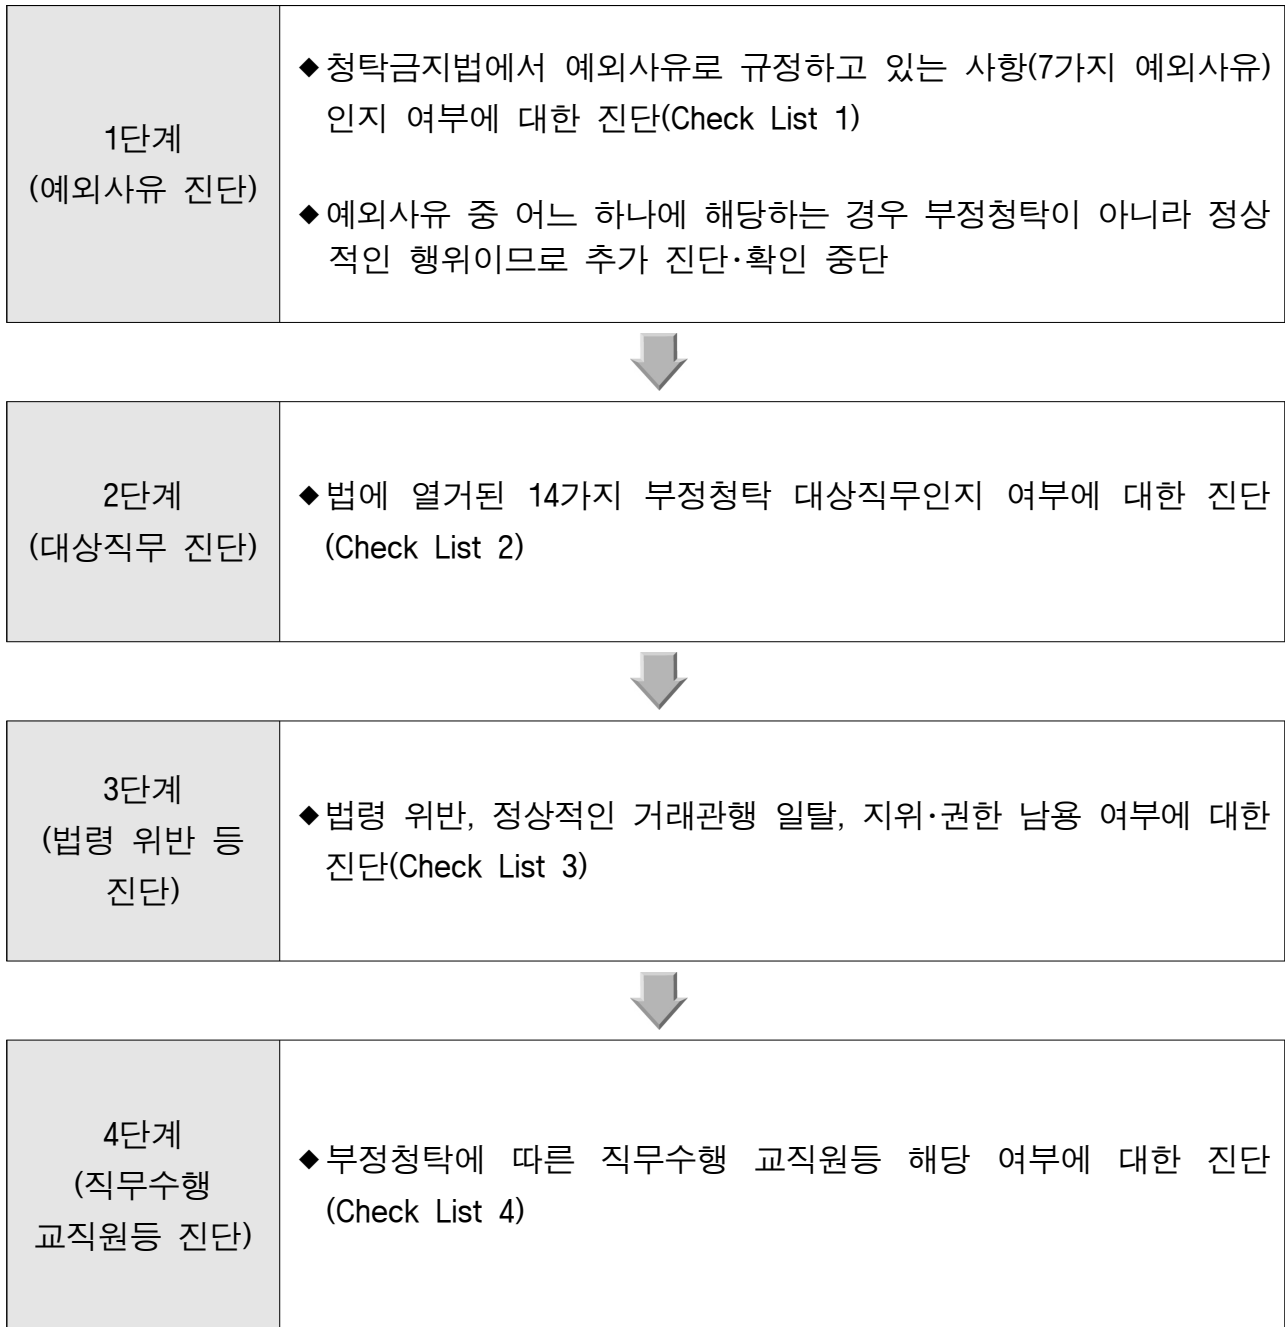 1단계
(예외사유 진단)
◆청탁금지법에서 예외사유로 규정하고 있는 사항(7가지 예외사유)
인지 여부에 대한 진단(Check List 1)
◆예외사유 중 어느 하나에 해당하는 경우 부정청탁이 아니라 정상
적인 행위이므로 추가 진단·확인 중단
2단계
(대상직무 진단)
◆법에 열거된 14가지 부정청탁 대상직무인지 여부에 대한 진단
(Check List 2)
3단계
(법령 위반 등
진단)
◆법령 위반, 정상적인 거래관행 일탈, 지위·권한 남용 여부에 대한
진단(Check List 3)
4단계
(직무수행
교직원등 진단)
◆부정청탁에 따른 직무수행 교직원등 해당 여부에 대한 진단
(Check List 4)